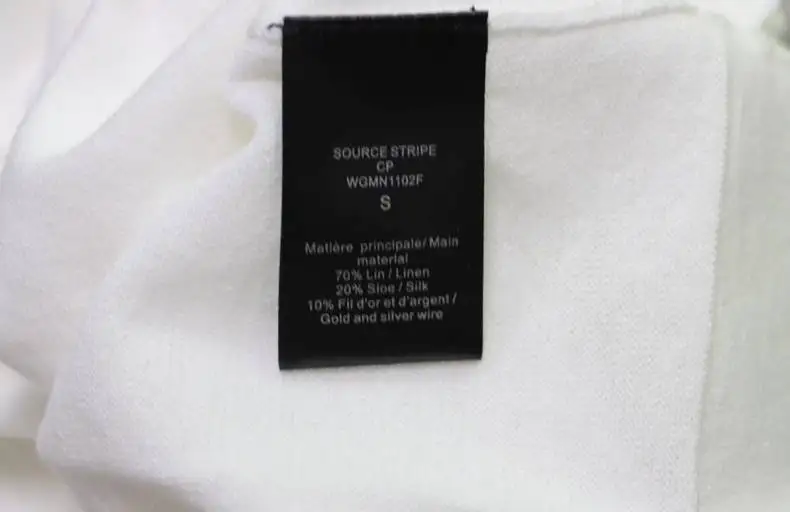 SOURCE STRIPE
CP
WGMN1102F
S
Matière principale/Main
material
70% Lin / Linen
20% Sioe / Silk
10% Fil d'or et d'argent /
Gold and silver wire